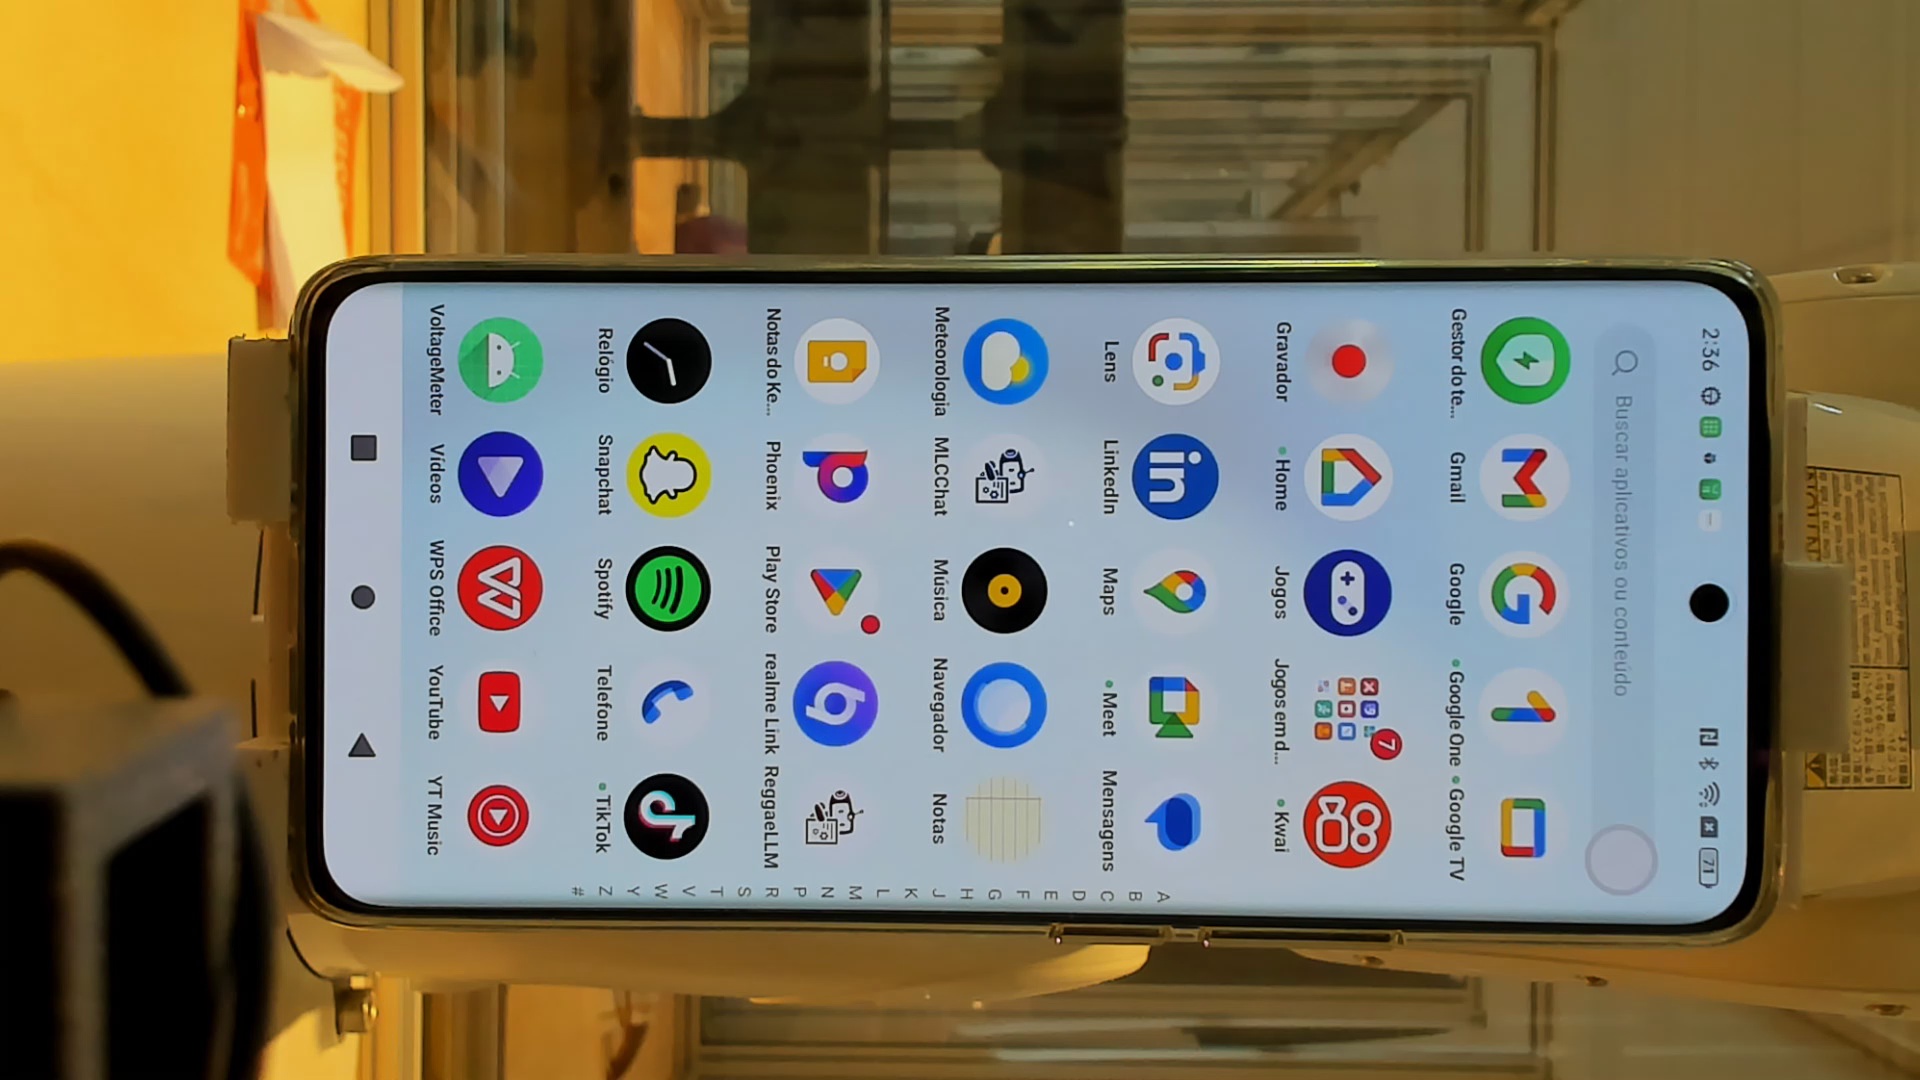 2:36
71
Buscar aplicativos ou conteúdo
Gestor do te...
Gmail
Google
Google One
Google TV
Gravador
Home
Jogos
Jogos em d...
7
Kwai
Lens
LinkedIn
Maps
Meet
Mensagens
Meteorologia
MLCChat
Música
Navegador
Notas
Notas do Ke...
Phoenix
Play Store
realme Link
ReggaeLLM
Relógio
Snapchat
Spotify
Telefone
TikTok
VoltageMeter
Vídeos
WPS Office
YouTube
YT Music
A
B
C
D
E
F
G
H
J
K
L
M
N
P
R
S
T
V
W
Y
Z
#